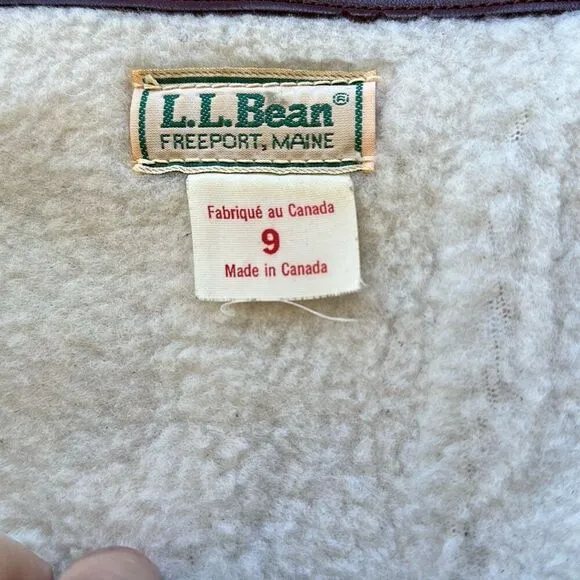 L.L.Bean®
FREEPORT, MAINE
Fabriqué au Canada
9
Made in Canada